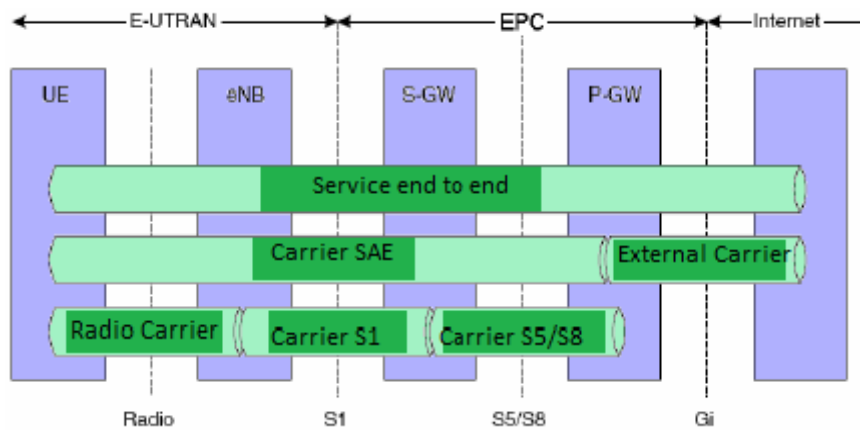 E-UTRAN EPC Internet
UE eNB S-GW P-GW
Service end to end
Carrier SAE External Carrier
Radio Carrier Carrier S1 Carrier S5/S8
Radio S1 S5/S8 Gi